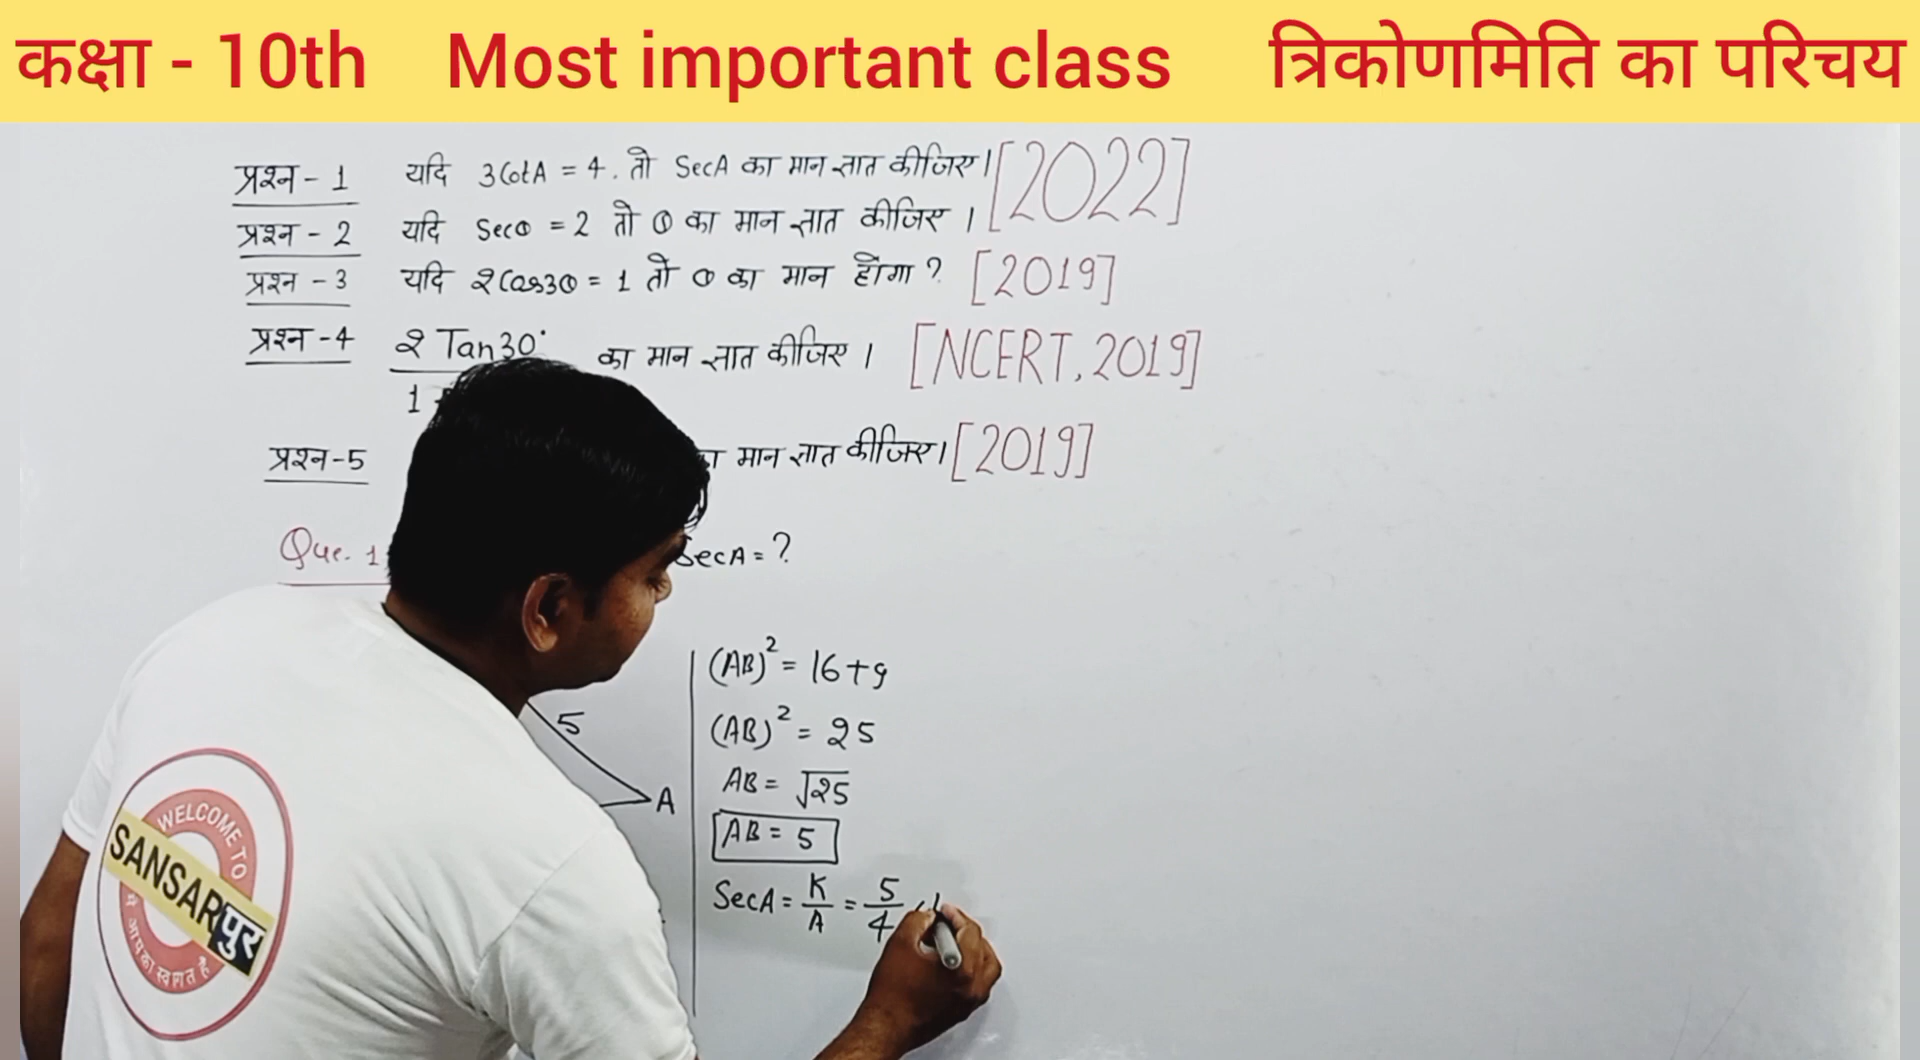 कक्षा - 10th Most important class त्रिकोणमिति का परिचय
प्रश्न - 1 यदि 3CotA = 4. तो SecA का मान ज्ञात कीजिए। [2022]
प्रश्न - 2 यदि Secθ = 2 तो θ का मान ज्ञात कीजिए ।
प्रश्न - 3 यदि 2Cos3θ = 1 तो θ का मान होगा ? [2019]
प्रश्न -4 2 Tan30° का मान ज्ञात कीजिए । [NCERT, 2019]
1
प्रश्न-5 मान ज्ञात कीजिए। [2019]
Que. 1 SecA = ?
(AB)² = 16+9
(AB)² = 25
5
AB = √25
A
AB = 5
SecA = K/A = 5/4
WELCOME TO
SANSARपुर
में आपका स्वागत है